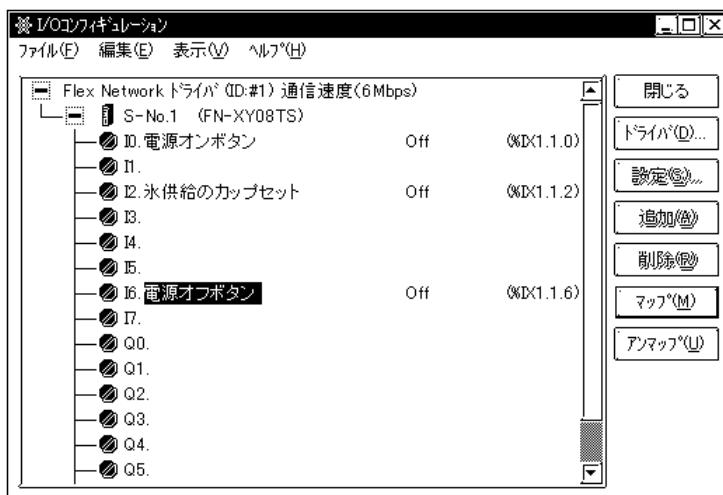 I/Oコンフィギュレーション
ファイル(F) 編集(E) 表示(V) ヘルプ(H)
Flex Network ドライバ (ID:#1) 通信速度(6Mbps)
S-No.1 (FN-XY08TS)
I0.電源オンボタン Off (%IX1.1.0)
I1.
I2.氷供給のカップセット Off (%IX1.1.2)
I3.
I4.
I5.
I6.電源オフボタン Off (%IX1.1.6)
I7.
Q0.
Q1.
Q2.
Q3.
Q4.
Q5.
閉じる
ドライバ(D)...
設定(S)...
追加(A)
削除(R)
マップ(M)
アンマップ(U)